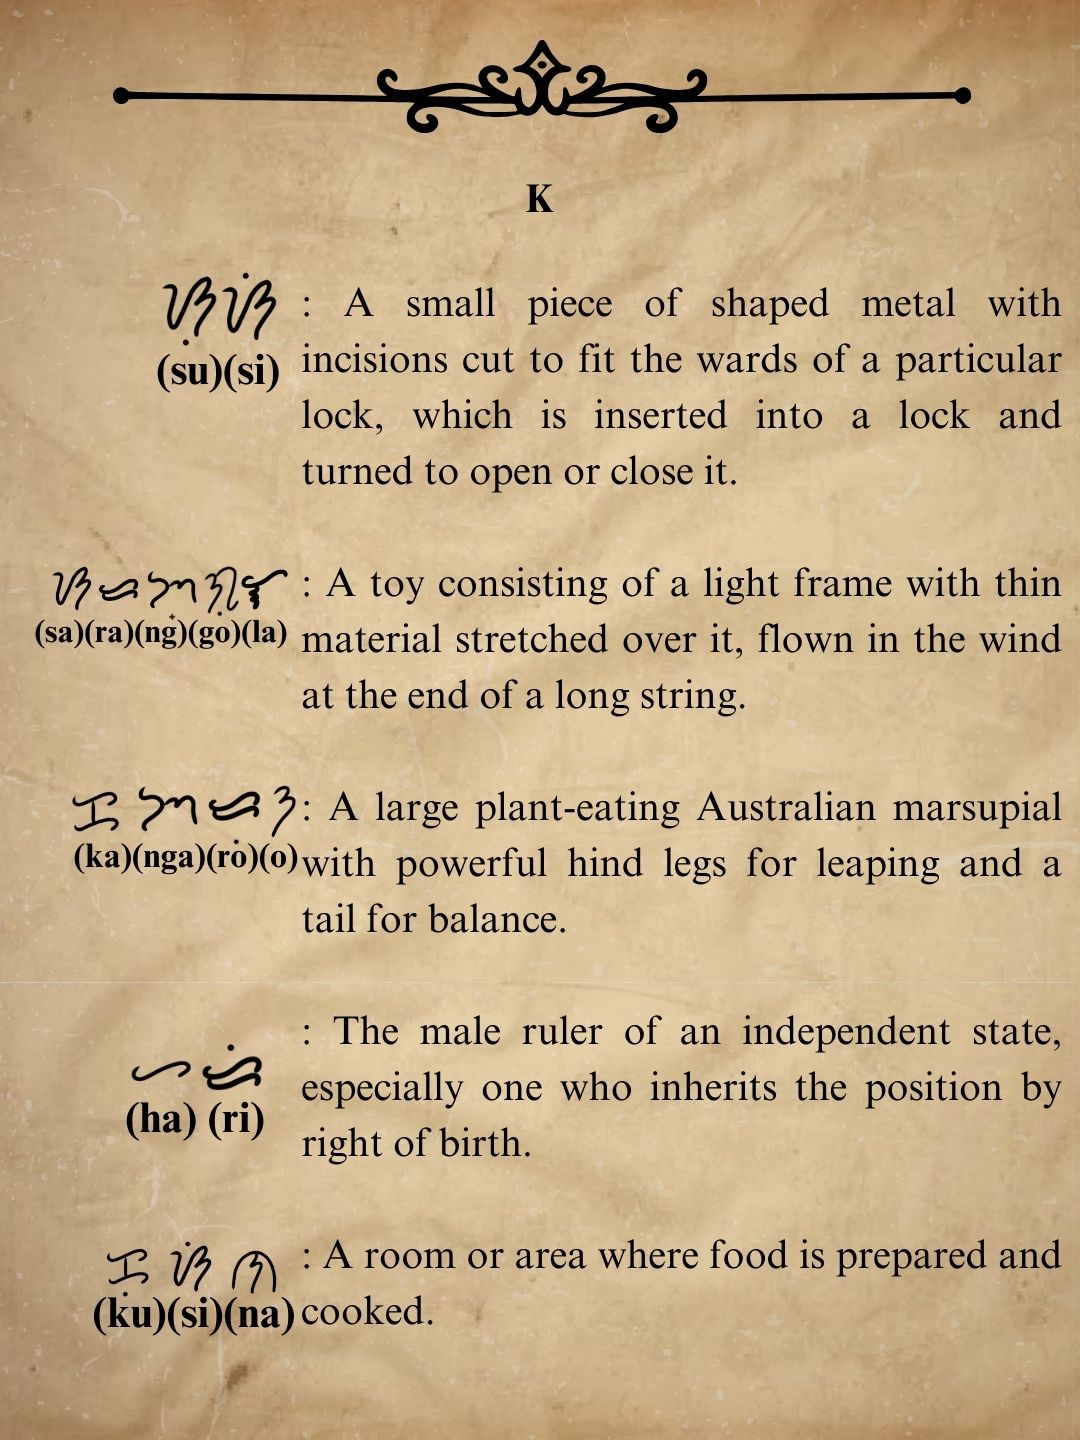 K
ᜐᜓᜐᜒ : A small piece of shaped metal with
(su)(si) incisions cut to fit the wards of a particular
lock, which is inserted into a lock and
turned to open or close it.
ᜐᜍᜅ᜔ᜄᜓᜎ : A toy consisting of a light frame with thin
(sa)(ra)(ng)(go)(la) material stretched over it, flown in the wind
at the end of a long string.
ᜃᜅᜍᜓᜂ : A large plant-eating Australian marsupial
(ka)(nga)(ro)(o) with powerful hind legs for leaping and a
tail for balance.
: The male ruler of an independent state,
ᜑ ᜍᜒ especially one who inherits the position by
(ha) (ri) right of birth.
ᜃᜓ ᜐᜒ ᜈ : A room or area where food is prepared and
(ku)(si)(na) cooked.